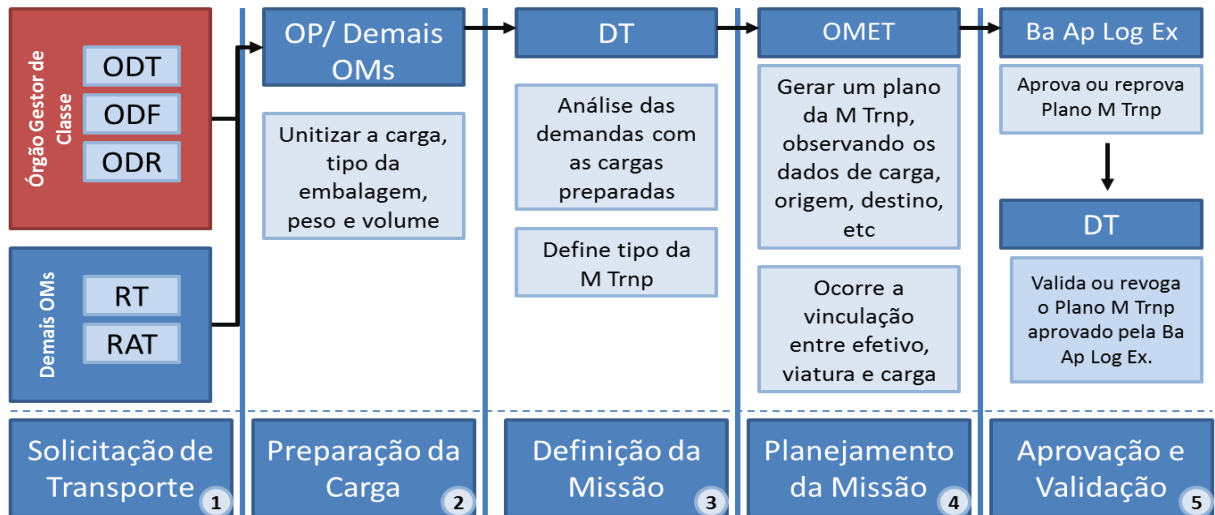 Órgão Gestor de
Classe
ODT
ODF
ODR
Demais OMs
RT
RAT
Solicitação de
Transporte
1
OP/ Demais
OMs
Unitizar a carga,
tipo da
embalagem,
peso e volume
Preparação da
Carga
2
DT
Análise das
demandas com
as cargas
preparadas
Define tipo da
M Trnp
Definição da
Missão
3
OMET
Gerar um plano
da M Trnp,
observando os
dados de carga,
origem, destino,
etc
Ocorre a
vinculação
entre efetivo,
viatura e carga
Planejamento
da Missão
4
Ba Ap Log Ex
Aprova ou reprova
Plano M Trnp
DT
Valida ou revoga
o Plano M Trnp
aprovado pela Ba
Ap Log Ex.
Aprovação e
Validação
5